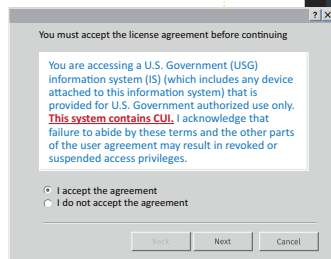 ? X
You must accept the license agreement before continuing
You are accessing a U.S. Government (USG)
information system (IS) (which includes any device
attached to this information system) that is
provided for U.S. Government authorized use only.
This system contains CUI. I acknowledge that
failure to abide by these terms and the other parts
of the user agreement may result in revoked or
suspended access privileges.
I accept the agreement
I do not accept the agreement
Back Next Cancel